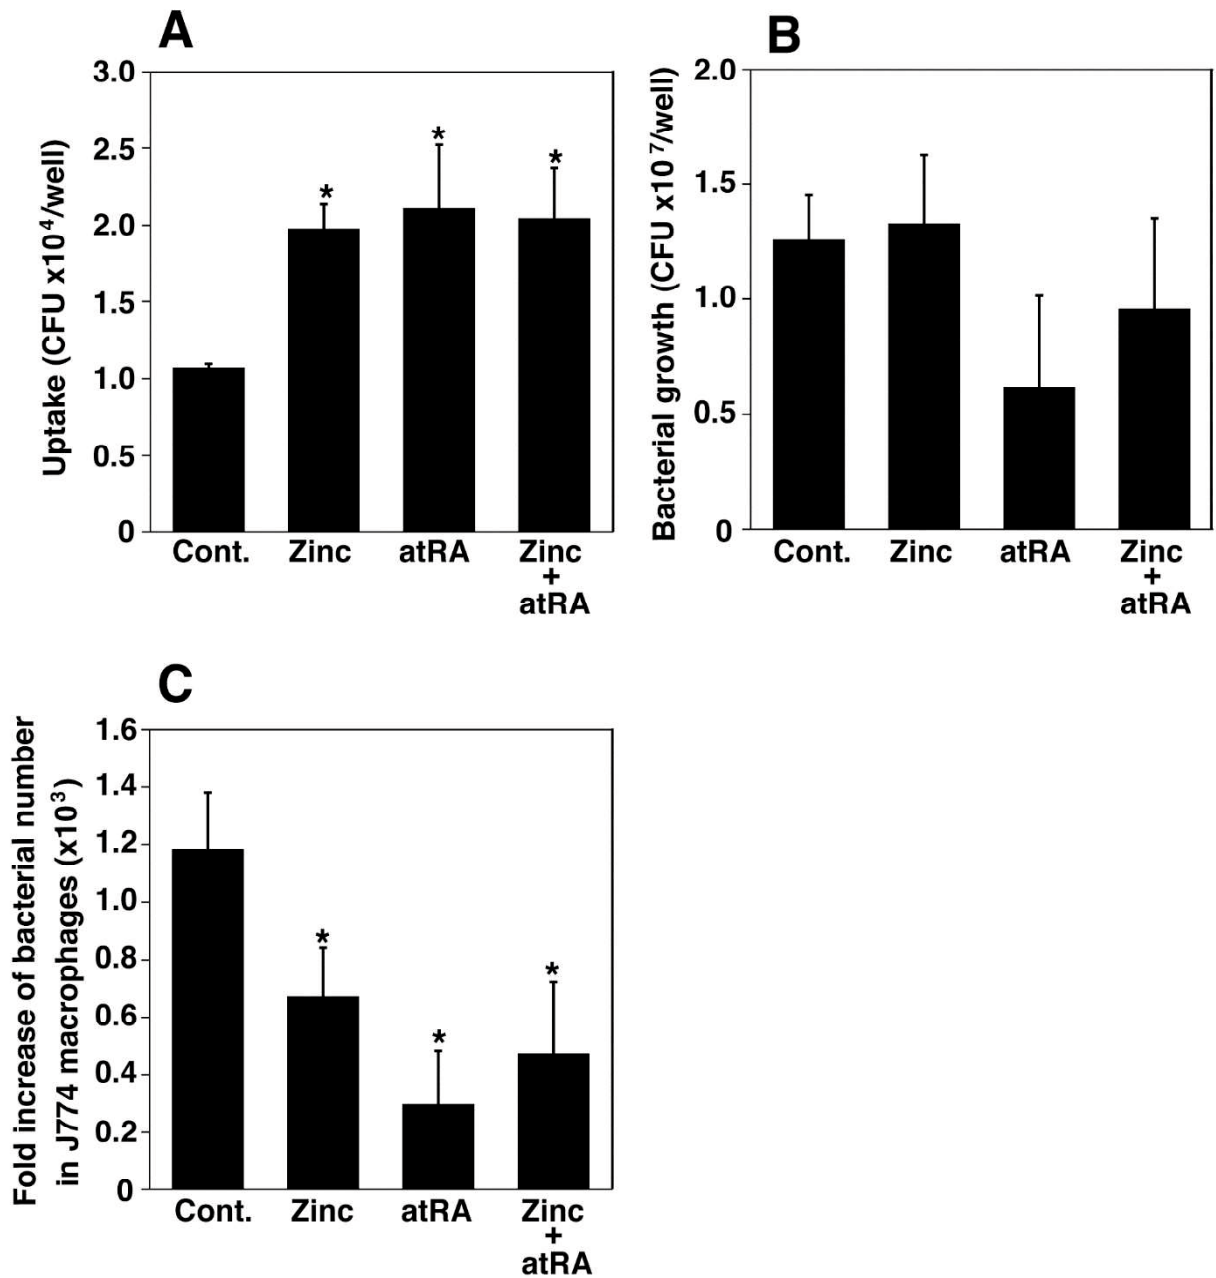 A
Uptake (CFU x10⁴/well)
3.0
2.5
2.0
1.5
1.0
0.5
0
*
*
*
Cont.
Zinc
atRA
Zinc
+
atRA
B
Bacterial growth (CFU x10⁷/well)
2.0
1.5
1.0
0.5
0
Cont.
Zinc
atRA
Zinc
+
atRA
C
Fold increase of bacterial number
in J774 macrophages (x10³)
1.6
1.4
1.2
1.0
0.8
0.6
0.4
0.2
0
*
*
*
Cont.
Zinc
atRA
Zinc
+
atRA